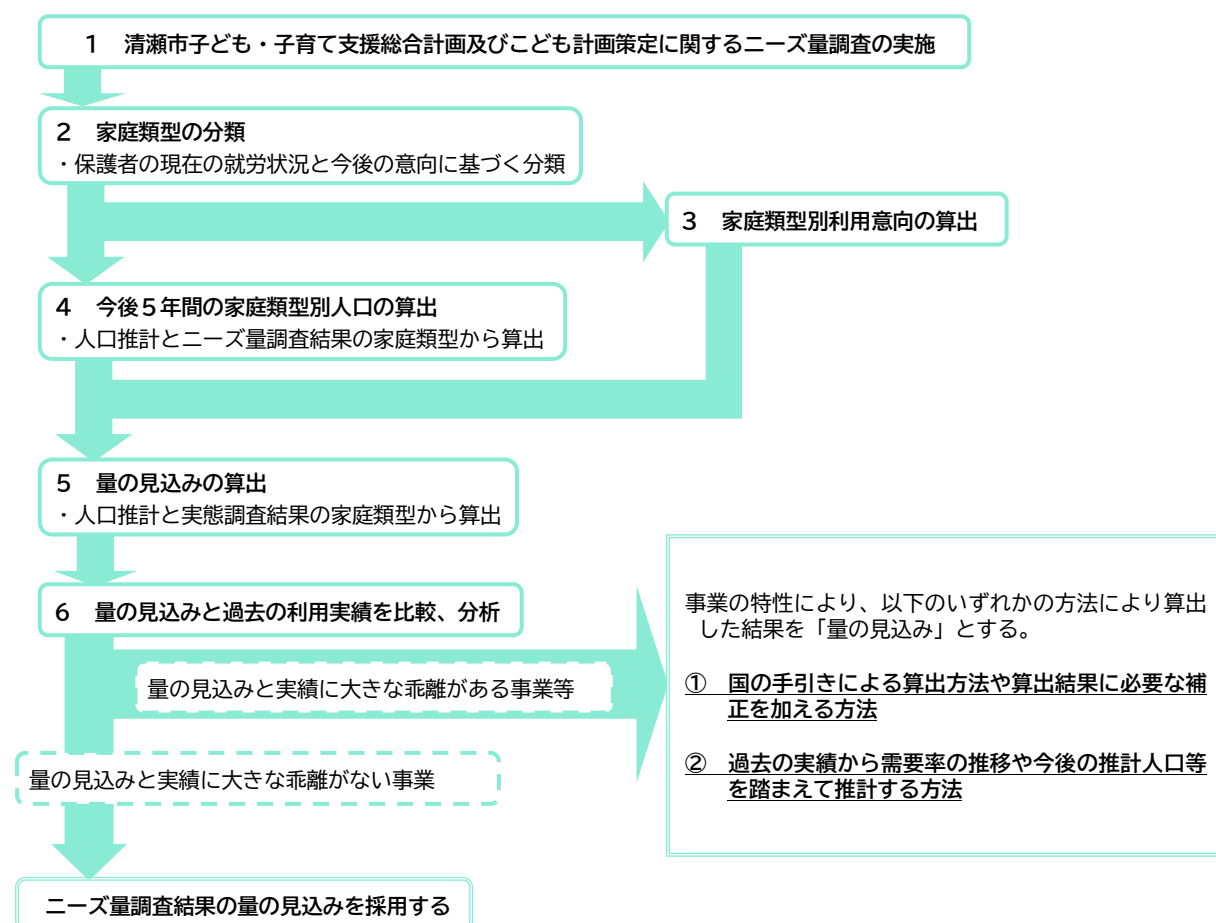 １　清瀬市子ども・子育て支援総合計画及びこども計画策定に関するニーズ量調査の実施
２　家庭類型の分類
・保護者の現在の就労状況と今後の意向に基づく分類
３　家庭類型別利用意向の算出
４　今後５年間の家庭類型別人口の算出
・人口推計とニーズ量調査結果の家庭類型から算出
５　量の見込みの算出
・人口推計と実態調査結果の家庭類型から算出
６　量の見込みと過去の利用実績を比較、分析
量の見込みと実績に大きな乖離がある事業等
事業の特性により、以下のいずれかの方法により算出
した結果を「量の見込み」とする。
①　国の手引きによる算出方法や算出結果に必要な補
正を加える方法
②　過去の実績から需要率の推移や今後の推計人口等
を踏まえて推計する方法
量の見込みと実績に大きな乖離がない事業
ニーズ量調査結果の量の見込みを採用する